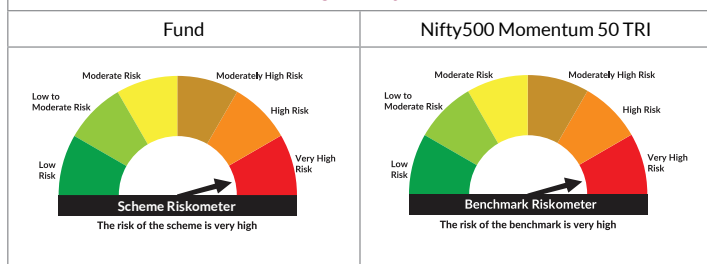 Fund
Nifty500 Momentum 50 TRI
Moderate Risk
Moderately High Risk
Low to
Moderate Risk
High Risk
Low
Risk
Very High
Risk
Scheme Riskometer
The risk of the scheme is very high
Moderate Risk
Moderately High Risk
Low to
Moderate Risk
High Risk
Low
Risk
Very High
Risk
Benchmark Riskometer
The risk of the benchmark is very high